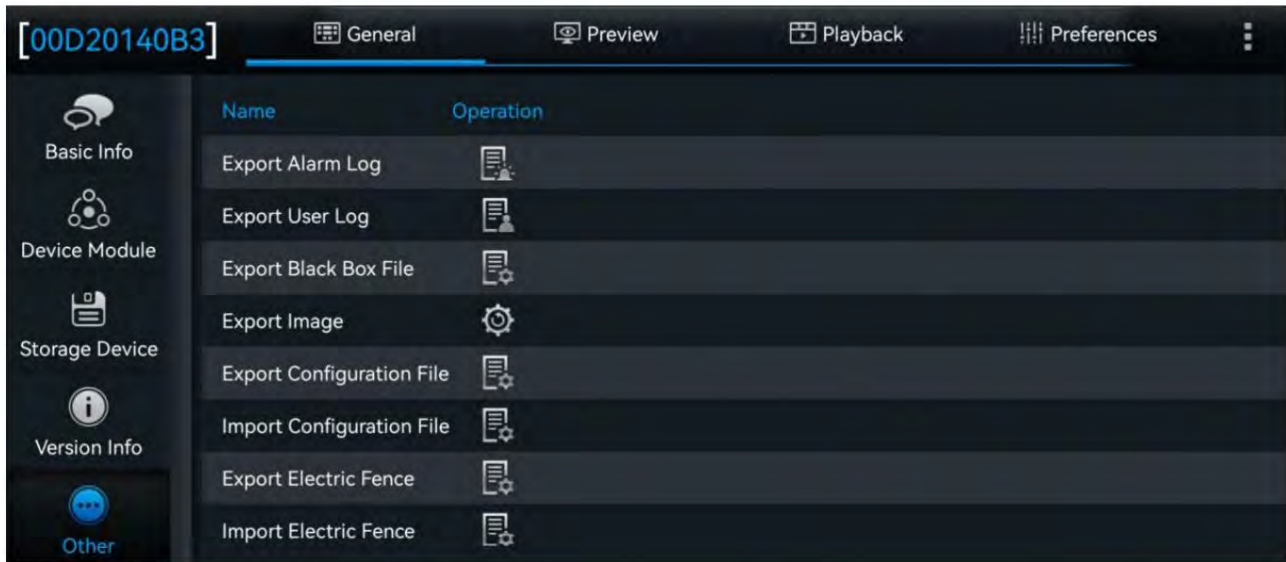 [00D20140B3] General Preview Playback Preferences
Basic Info
Device Module
Storage Device
Version Info
Other
Name Operation
Export Alarm Log
Export User Log
Export Black Box File
Export Image
Export Configuration File
Import Configuration File
Export Electric Fence
Import Electric Fence